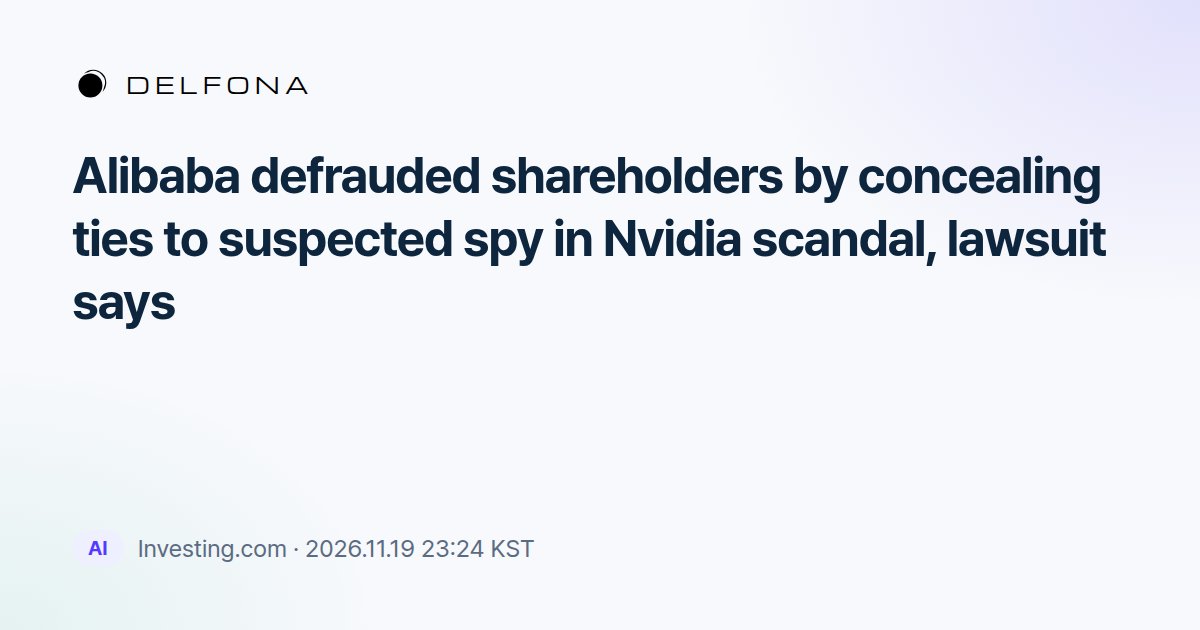 DELFONA
Alibaba defrauded shareholders by concealing
ties to suspected spy in Nvidia scandal, lawsuit
says
AI Investing.com · 2026.11.19 23:24 KST